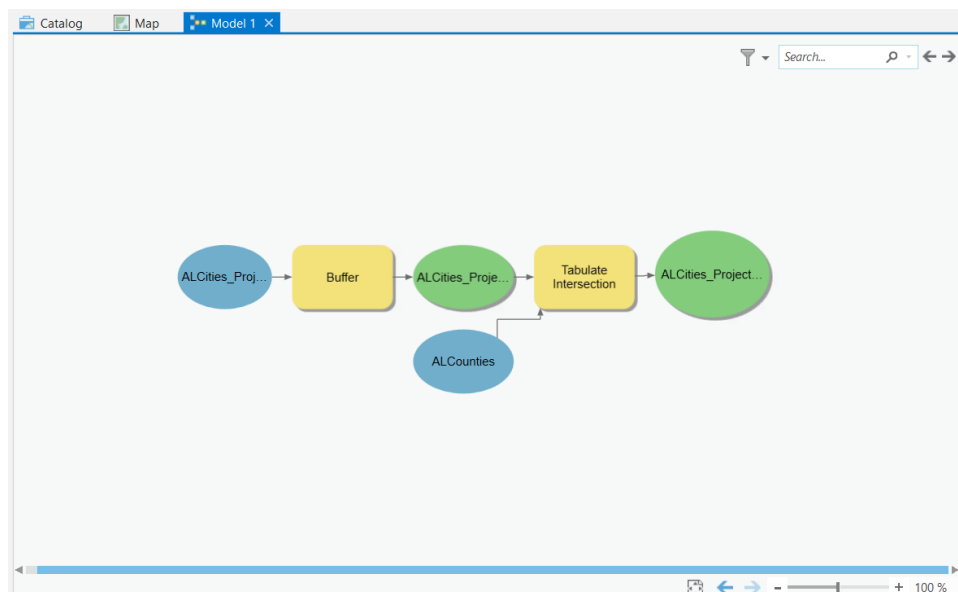 Catalog
Map
Model 1
Search...
ALCities_Proj...
Buffer
ALCities_Proje...
Tabulate
Intersection
ALCities_Project...
ALCounties
100 %